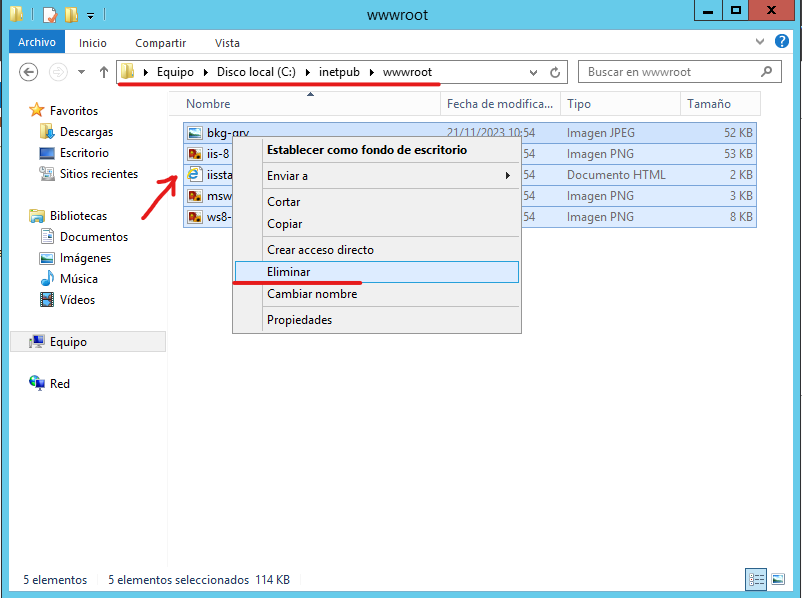 wwwroot
Archivo Inicio Compartir Vista
Equipo Disco local (C:) inetpub wwwroot Buscar en wwwroot
Nombre Fecha de modifica... Tipo Tamaño
Favoritos
Descargas
Escritorio
Sitios recientes
Bibliotecas
Documentos
Imágenes
Música
Vídeos
Equipo
Red
bkg-gry 21/11/2023 10:54 Imagen JPEG 52 KB
iis-8 54 Imagen PNG 53 KB
iissta 54 Documento HTML 2 KB
msw 54 Imagen PNG 3 KB
ws8- 54 Imagen PNG 8 KB
Establecer como fondo de escritorio
Enviar a
Cortar
Copiar
Crear acceso directo
Eliminar
Cambiar nombre
Propiedades
5 elementos 5 elementos seleccionados 114 KB